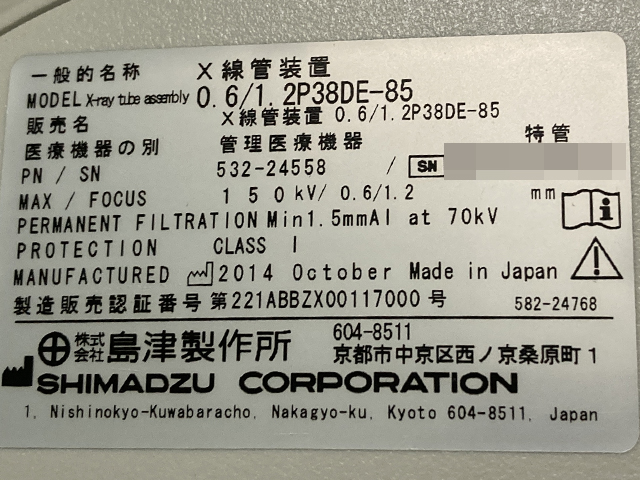 一般的名称 X線管装置
MODEL X-ray tube assembly 0.6/1.2P38DE-85
販売名 X線管装置 0.6/1.2P38DE-85
医療機器の別 管理医療機器 特管
PN / SN 532-24558 / SN
MAX / FOCUS 150kV/ 0.6/1.2 mm
PERMANENT FILTRATION Min1.5mmAl at 70kV
PROTECTION CLASS I
MANUFACTURED 2014 October Made in Japan
製造販売認証番号 第221ABBZX00117000号 582-24768
株式会社 島津製作所 604-8511
京都市中京区西ノ京桑原町1
SHIMADZU CORPORATION
1, Nishinokyo-Kuwabaracho, Nakagyo-ku, Kyoto 604-8511, Japan